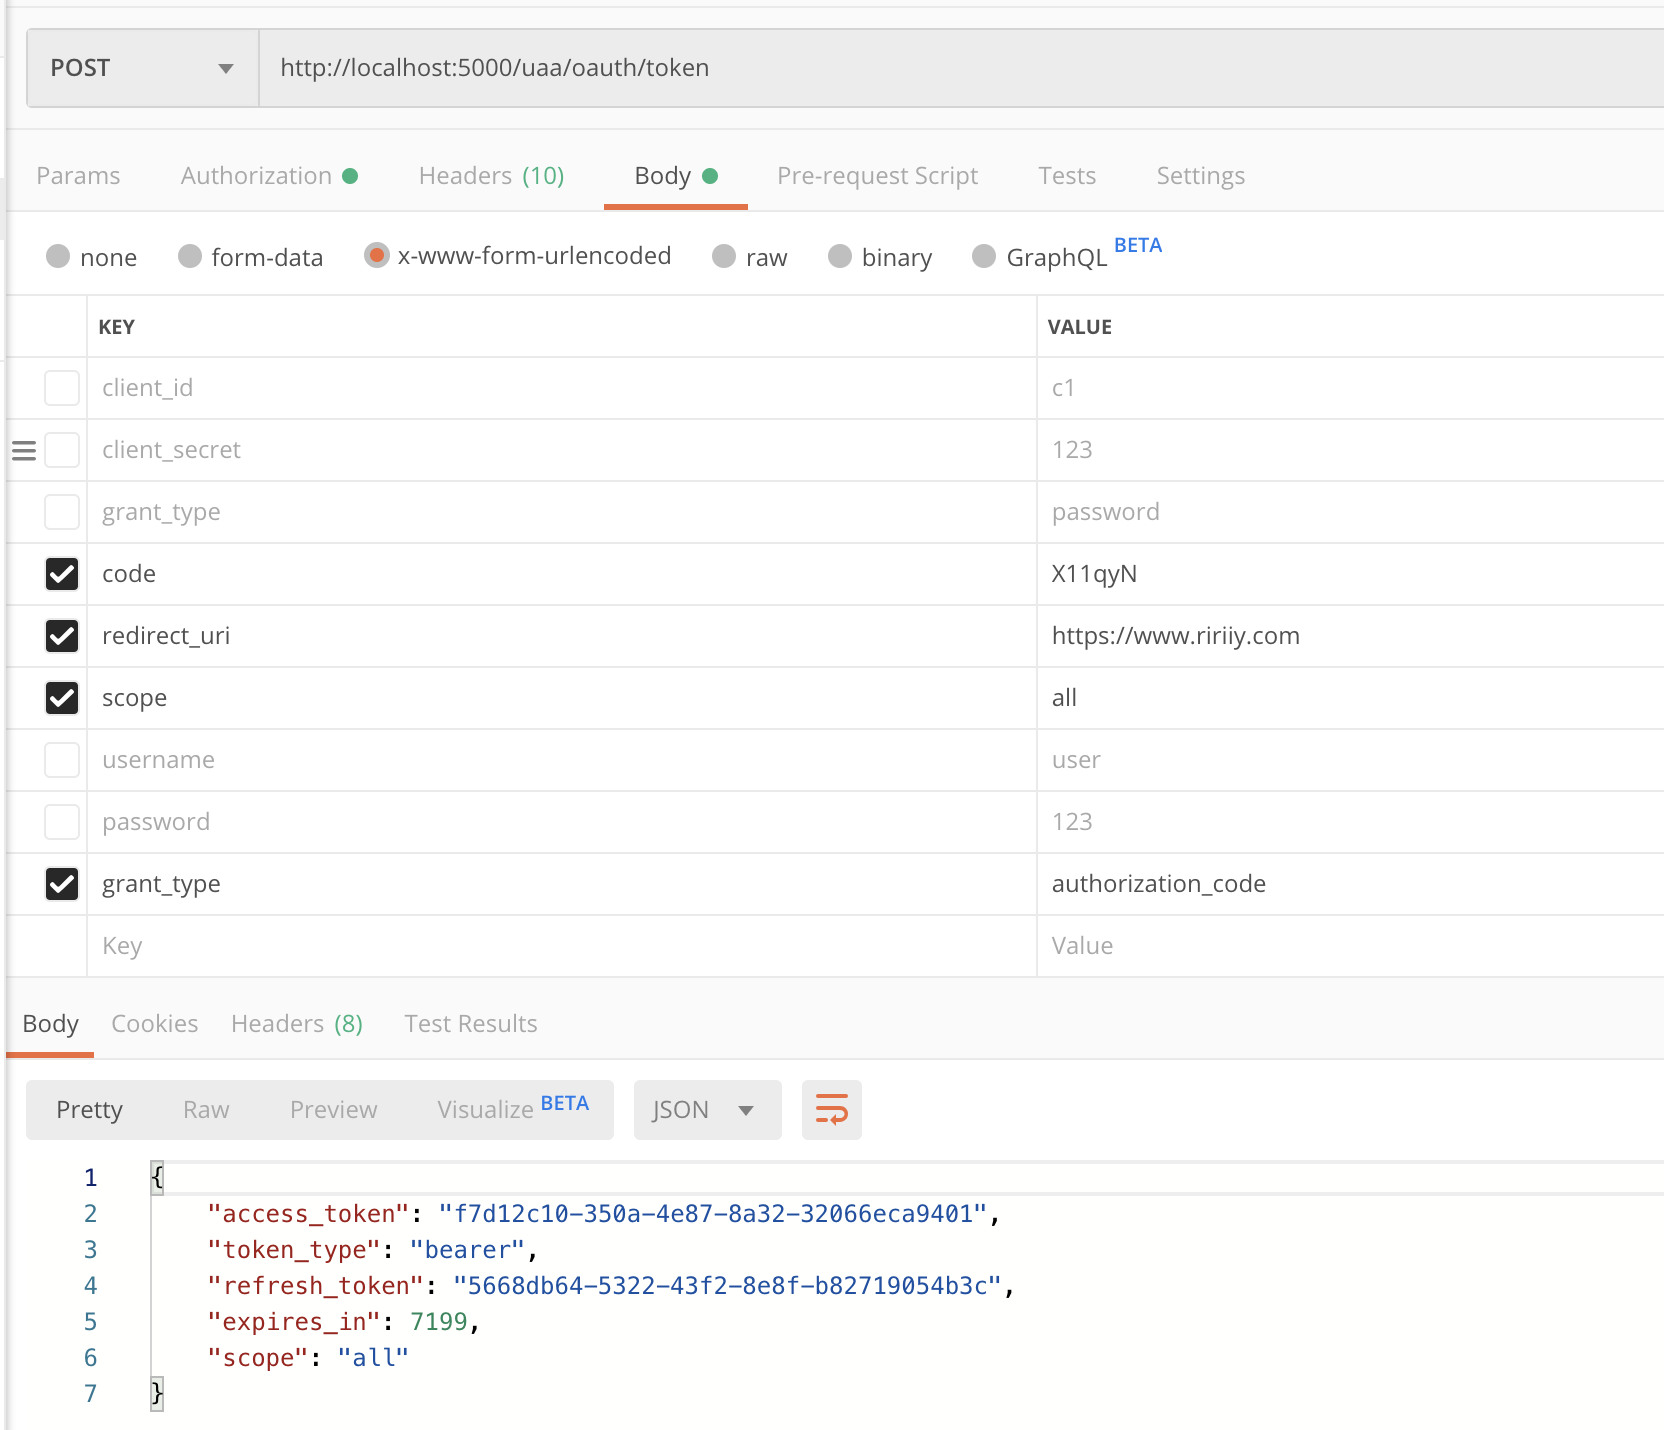 POST http://localhost:5000/uaa/oauth/token
Params Authorization Headers (10) Body Pre-request Script Tests Settings
none form-data x-www-form-urlencoded raw binary GraphQL BETA
KEY VALUE
client_id c1
client_secret 123
grant_type password
code X11qyN
redirect_uri https://www.ririiy.com
scope all
username user
password 123
grant_type authorization_code
Key Value
Body Cookies Headers (8) Test Results
Pretty Raw Preview Visualize BETA JSON
1 {
2 "access_token": "f7d12c10-350a-4e87-8a32-32066eca9401",
3 "token_type": "bearer",
4 "refresh_token": "5668db64-5322-43f2-8e8f-b82719054b3c",
5 "expires_in": 7199,
6 "scope": "all"
7 }